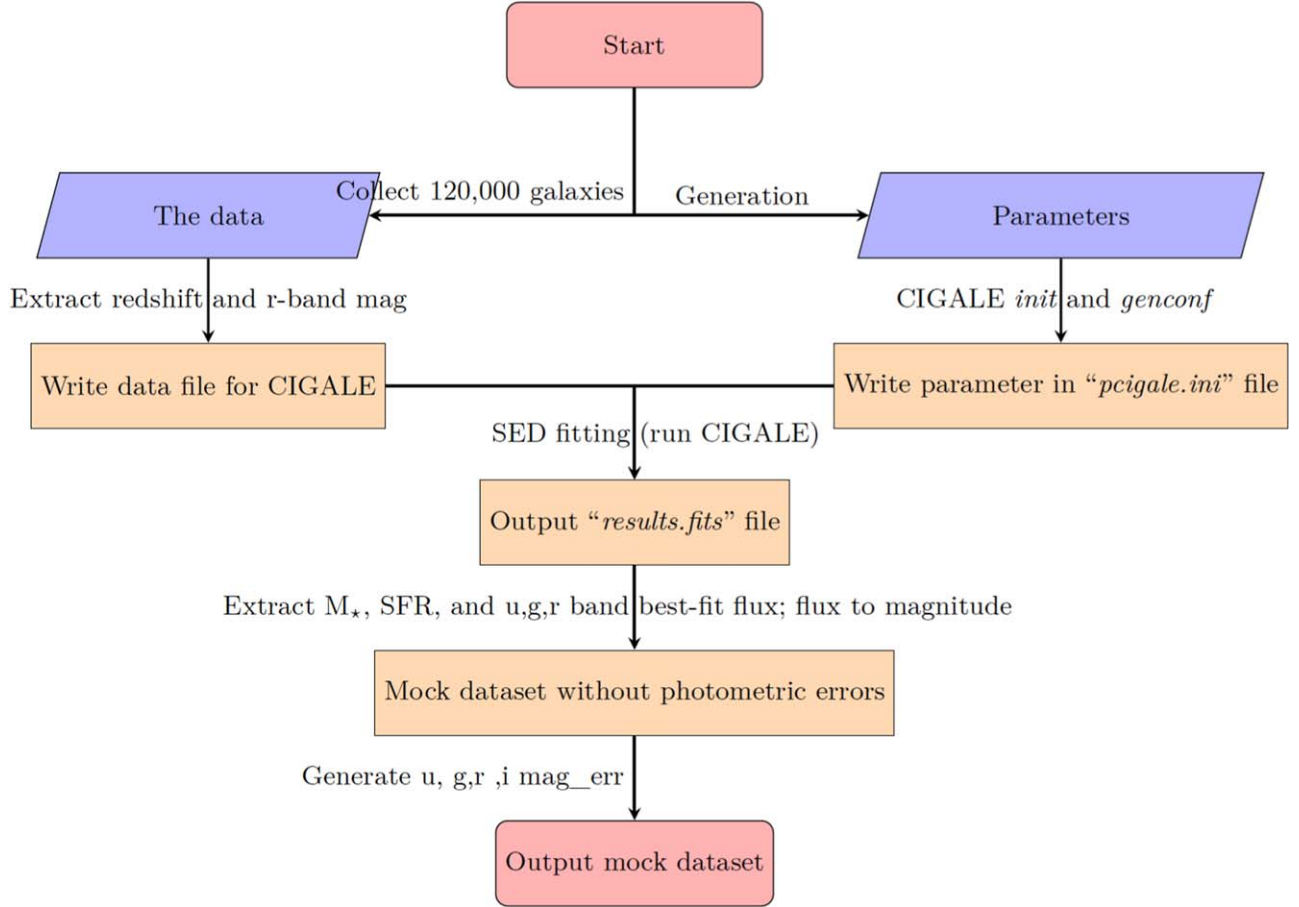 Start
Collect 120,000 galaxies
Generation
The data
Parameters
Extract redshift and r-band mag
CIGALE init and genconf
Write data file for CIGALE
Write parameter in “pcigale.ini” file
SED fitting (run CIGALE)
Output “results.fits” file
Extract M⋆, SFR, and u,g,r band best-fit flux; flux to magnitude
Mock dataset without photometric errors
Generate u, g,r ,i mag_err
Output mock dataset